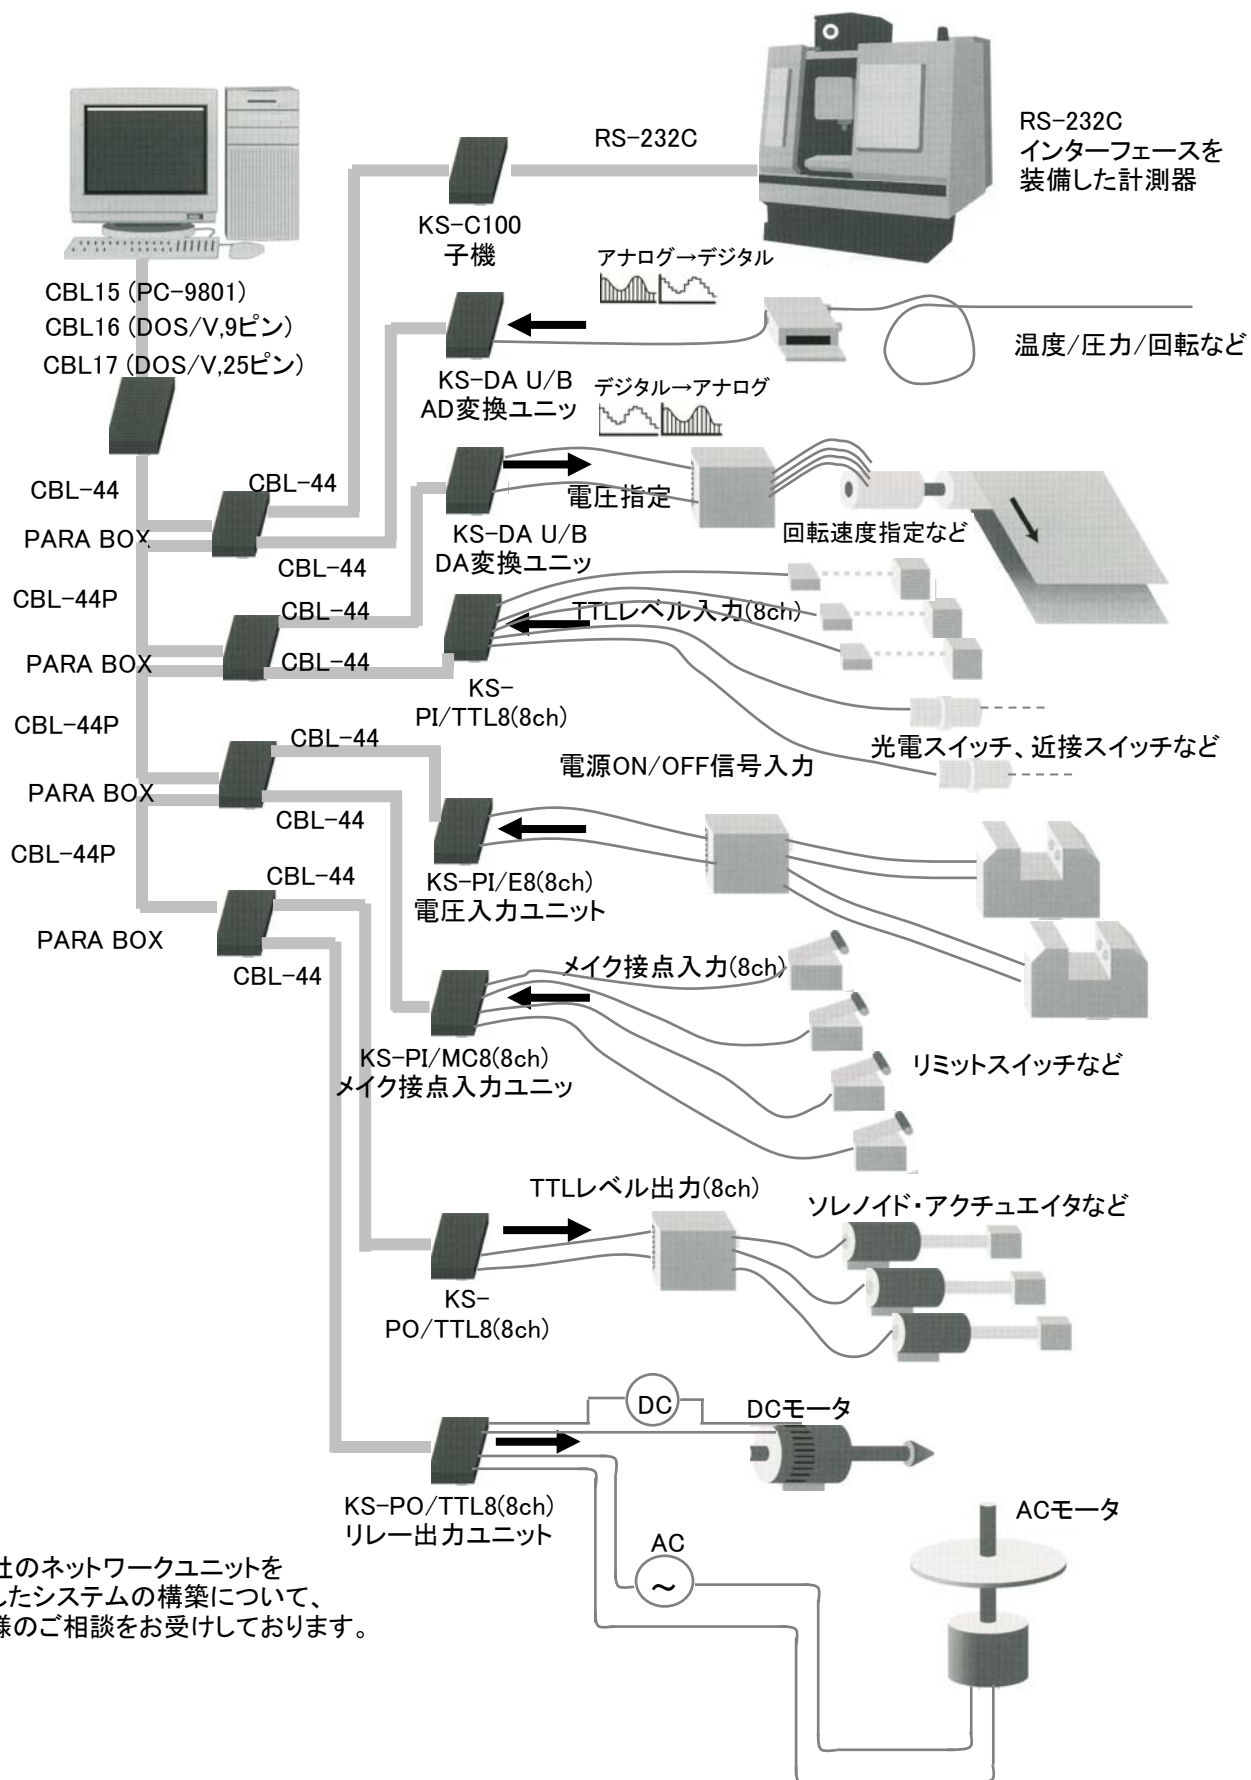 RS-232C
RS-232C
インターフェースを
装備した計測器
KS-C100
子機
アナログ→デジタル
CBL15 (PC-9801)
CBL16 (DOS/V,9ピン)
CBL17 (DOS/V,25ピン)
温度/圧力/回転など
KS-DA U/B
AD変換ユニッ
デジタル→アナログ
CBL-44
CBL-44
電圧指定
PARA BOX
KS-DA U/B
DA変換ユニッ
回転速度指定など
CBL-44
CBL-44P
CBL-44
TTLレベル入力(8ch)
PARA BOX
CBL-44
KS-
PI/TTL8(8ch)
CBL-44P
CBL-44
光電スイッチ、近接スイッチなど
電源ON/OFF信号入力
PARA BOX
CBL-44
CBL-44P
CBL-44
KS-PI/E8(8ch)
電圧入力ユニット
PARA BOX
CBL-44
メイク接点入力(8ch)
KS-PI/MC8(8ch)
メイク接点入力ユニッ
リミットスイッチなど
TTLレベル出力(8ch)
ソレノイド・アクチュエイタなど
KS-
PO/TTL8(8ch)
DC
DCモータ
KS-PO/TTL8(8ch)
リレー出力ユニット
ACモータ
AC
~
社のネットワークユニットを
したシステムの構築について、
様のご相談をお受けしております。